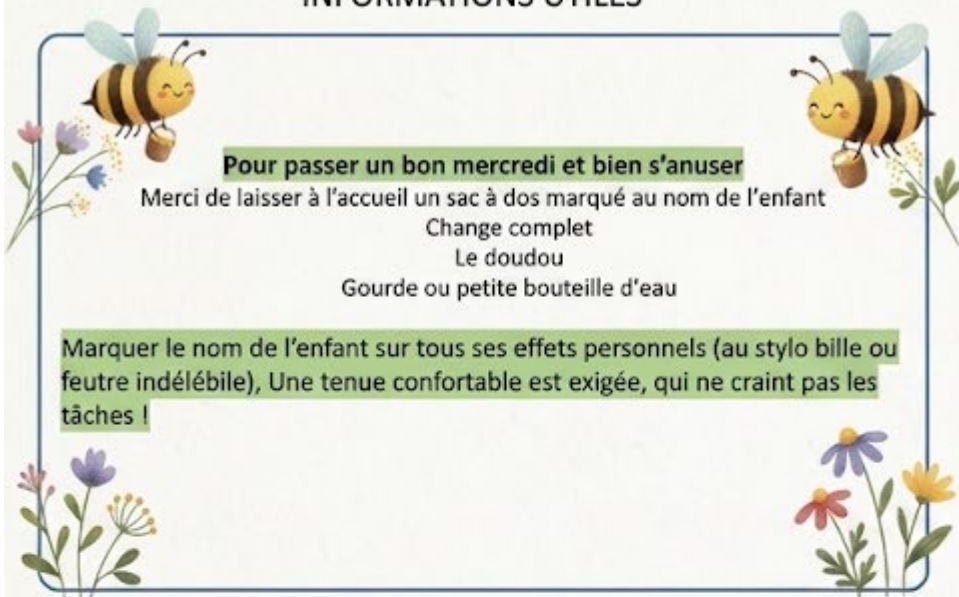 INFORMATIONS UTILES
Pour passer un bon mercredi et bien s'anuser
Merci de laisser à l'accueil un sac à dos marqué au nom de l'enfant
Change complet
Le doudou
Gourde ou petite bouteille d'eau
Marquer le nom de l'enfant sur tous ses effets personnels (au stylo bille ou
feutre indélébile), Une tenue confortable est exigée, qui ne craint pas les
tâches !